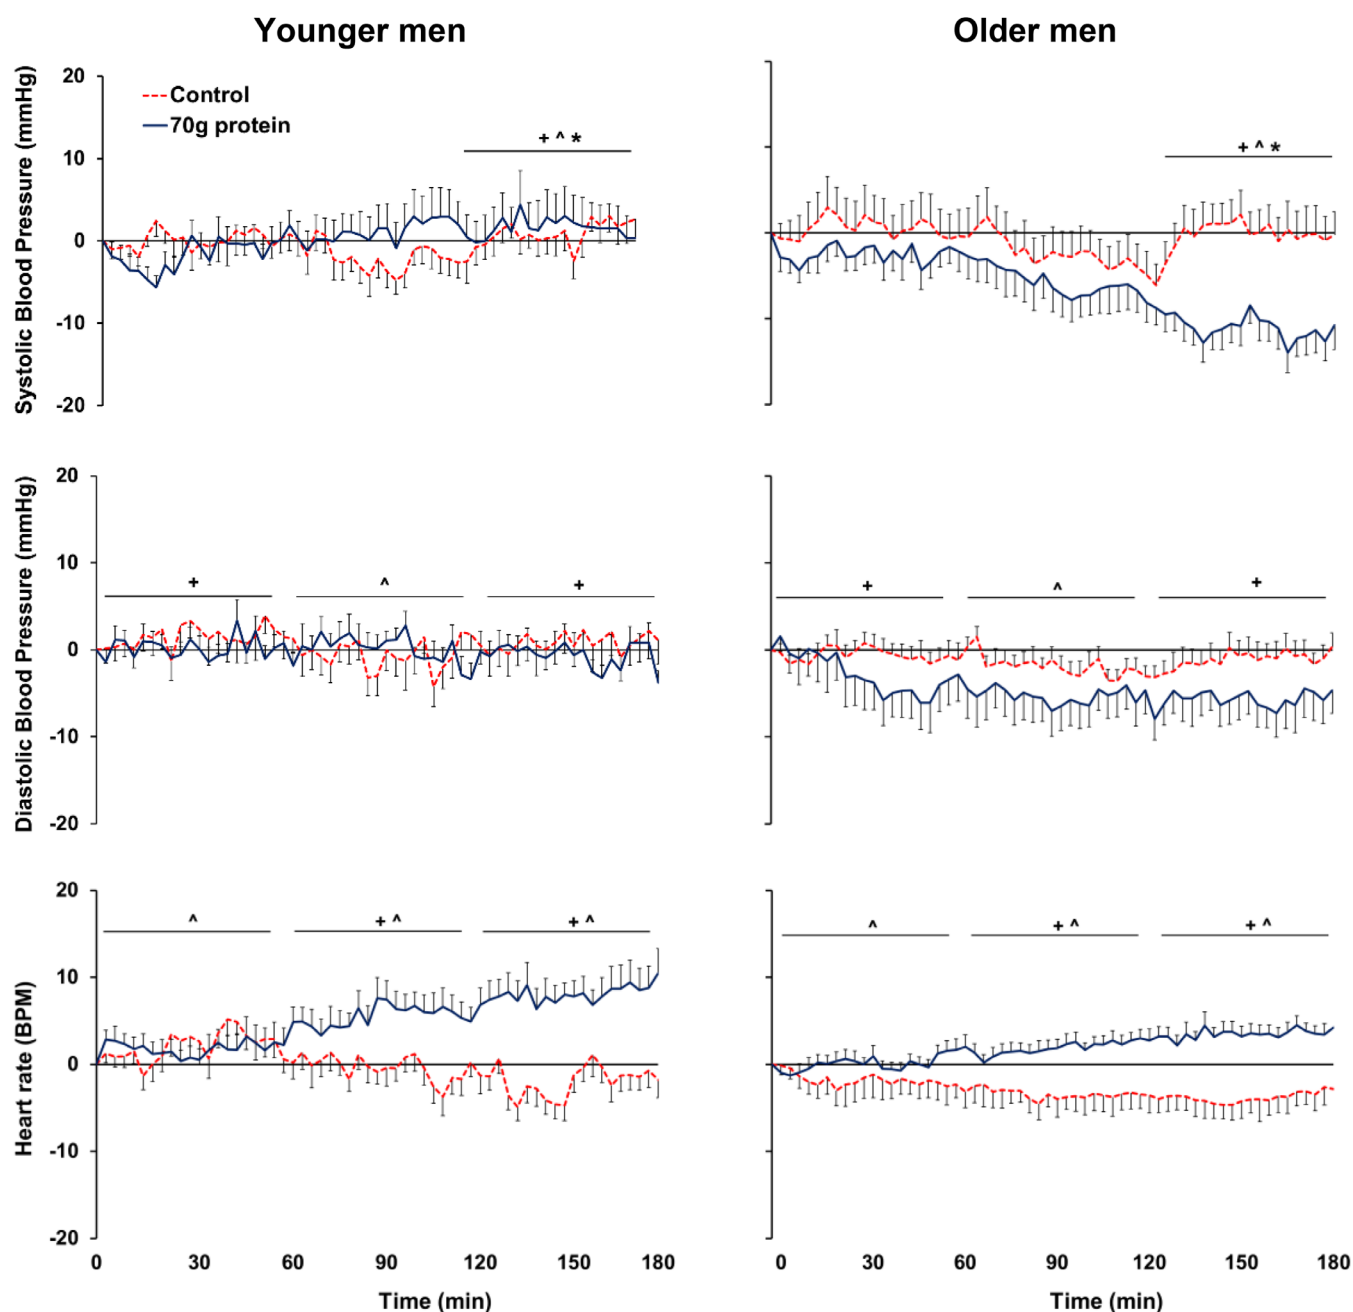 Younger men
Older men
Systolic Blood Pressure (mmHg)
20
10
0
-10
-20
Control
70g protein
+ ^ *
+ ^ *
Diastolic Blood Pressure (mmHg)
20
10
0
-10
-20
+
^
+
+
^
+
Heart rate (BPM)
20
10
0
-10
-20
^
+ ^
+ ^
^
+ ^
+ ^
0 30 60 90 120 150 180
0 30 60 90 120 150 180
Time (min)
Time (min)